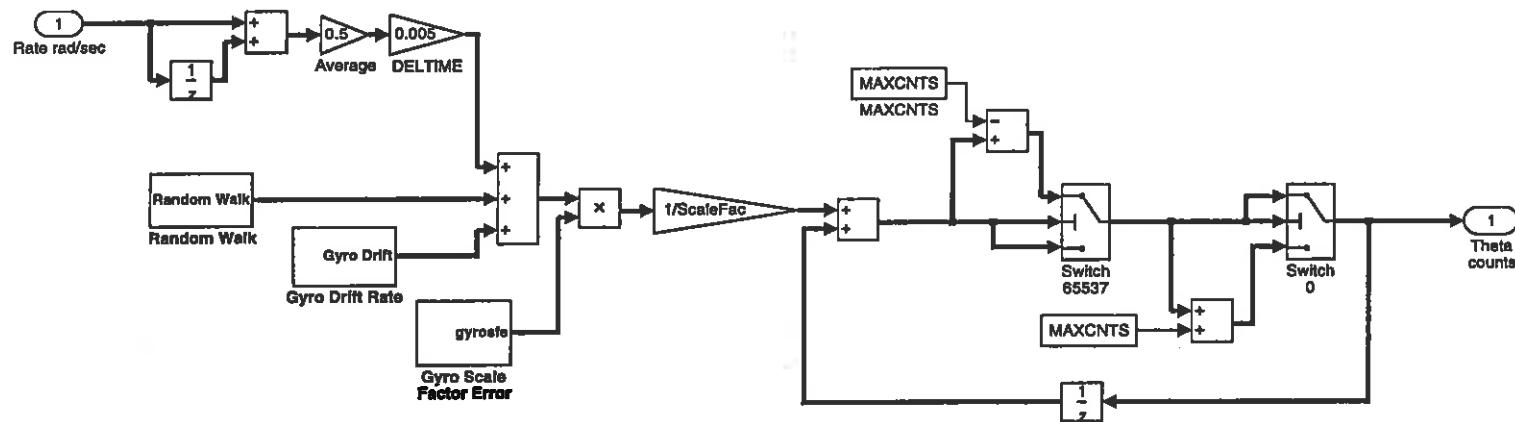 1
Rate rad/sec
+
+
1
z
0.5
Average
0.005
DELTIME
Random Walk
Random Walk
Gyro Drift
Gyro Drift Rate
gyrosfe
Gyro Scale
Factor Error
+
+
+
×
1/ScaleFac
+
+
MAXCNTS
MAXCNTS
−
+
Switch
65537
MAXCNTS
+
+
Switch
0
1
z
1
Theta
counts